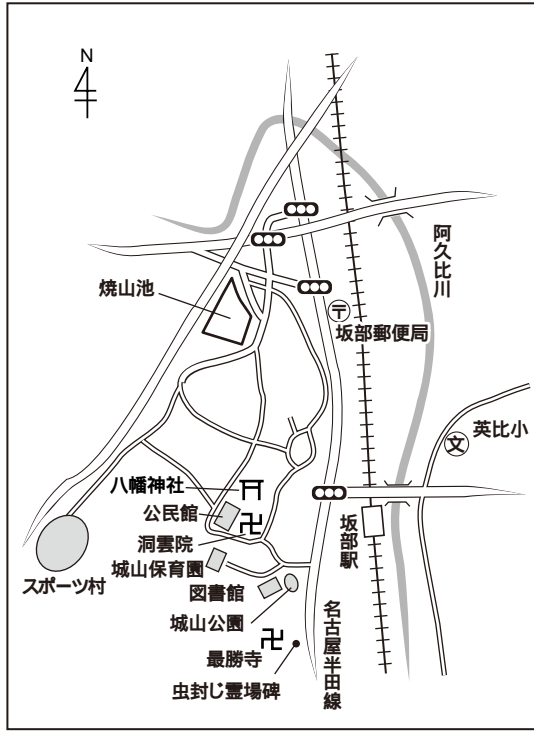 N
焼山池
阿久比川
〒
坂部郵便局
文
英比小
八幡神社
公民館
洞雲院
城山保育園
坂部駅
スポーツ村
図書館
城山公園
名古屋半田線
最勝寺
虫封じ霊場碑